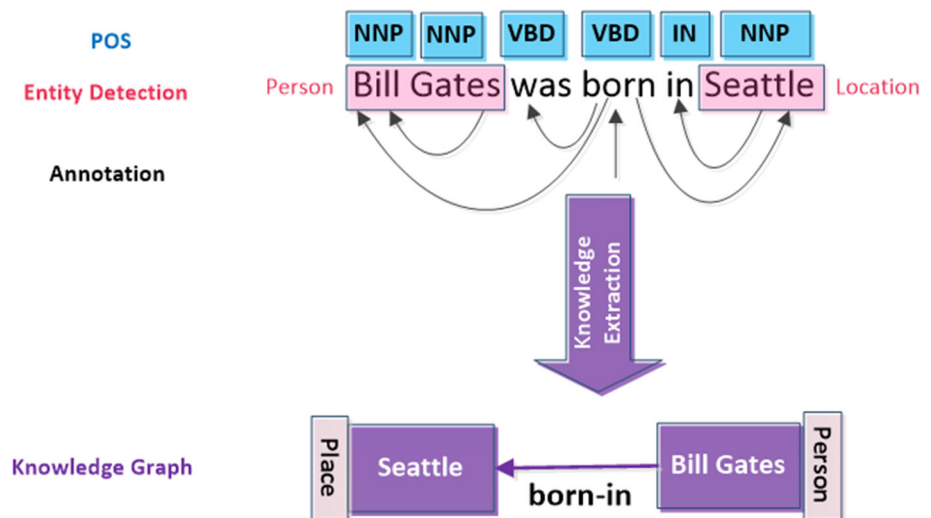 POS NNP NNP VBD VBD IN NNP
Entity Detection Person Bill Gates was born in Seattle Location
Annotation
Knowledge
Extraction
Knowledge Graph Place Seattle born-in Bill Gates Person